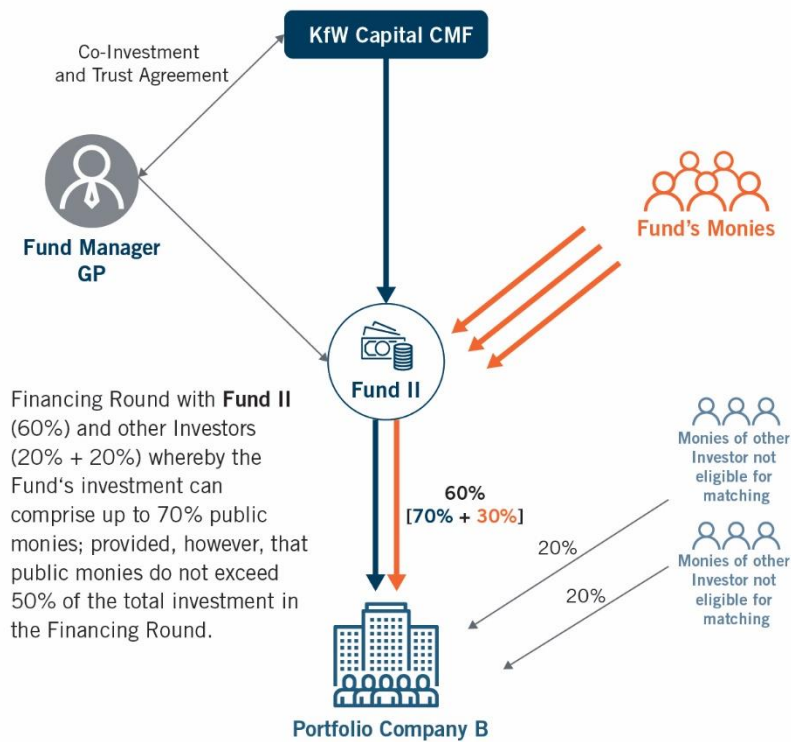 KfW Capital CMF
Co-Investment
and Trust Agreement
Fund Manager
GP
Fund's Monies
Fund II
Financing Round with Fund II
(60%) and other Investors
(20% + 20%) whereby the
Fund‘s investment can
comprise up to 70% public
monies; provided, however, that
public monies do not exceed
50% of the total investment in
the Financing Round.
60%
[70% + 30%]
Monies of other
Investor not
eligible for
matching
20%
Monies of other
Investor not
eligible for
matching
20%
Portfolio Company B